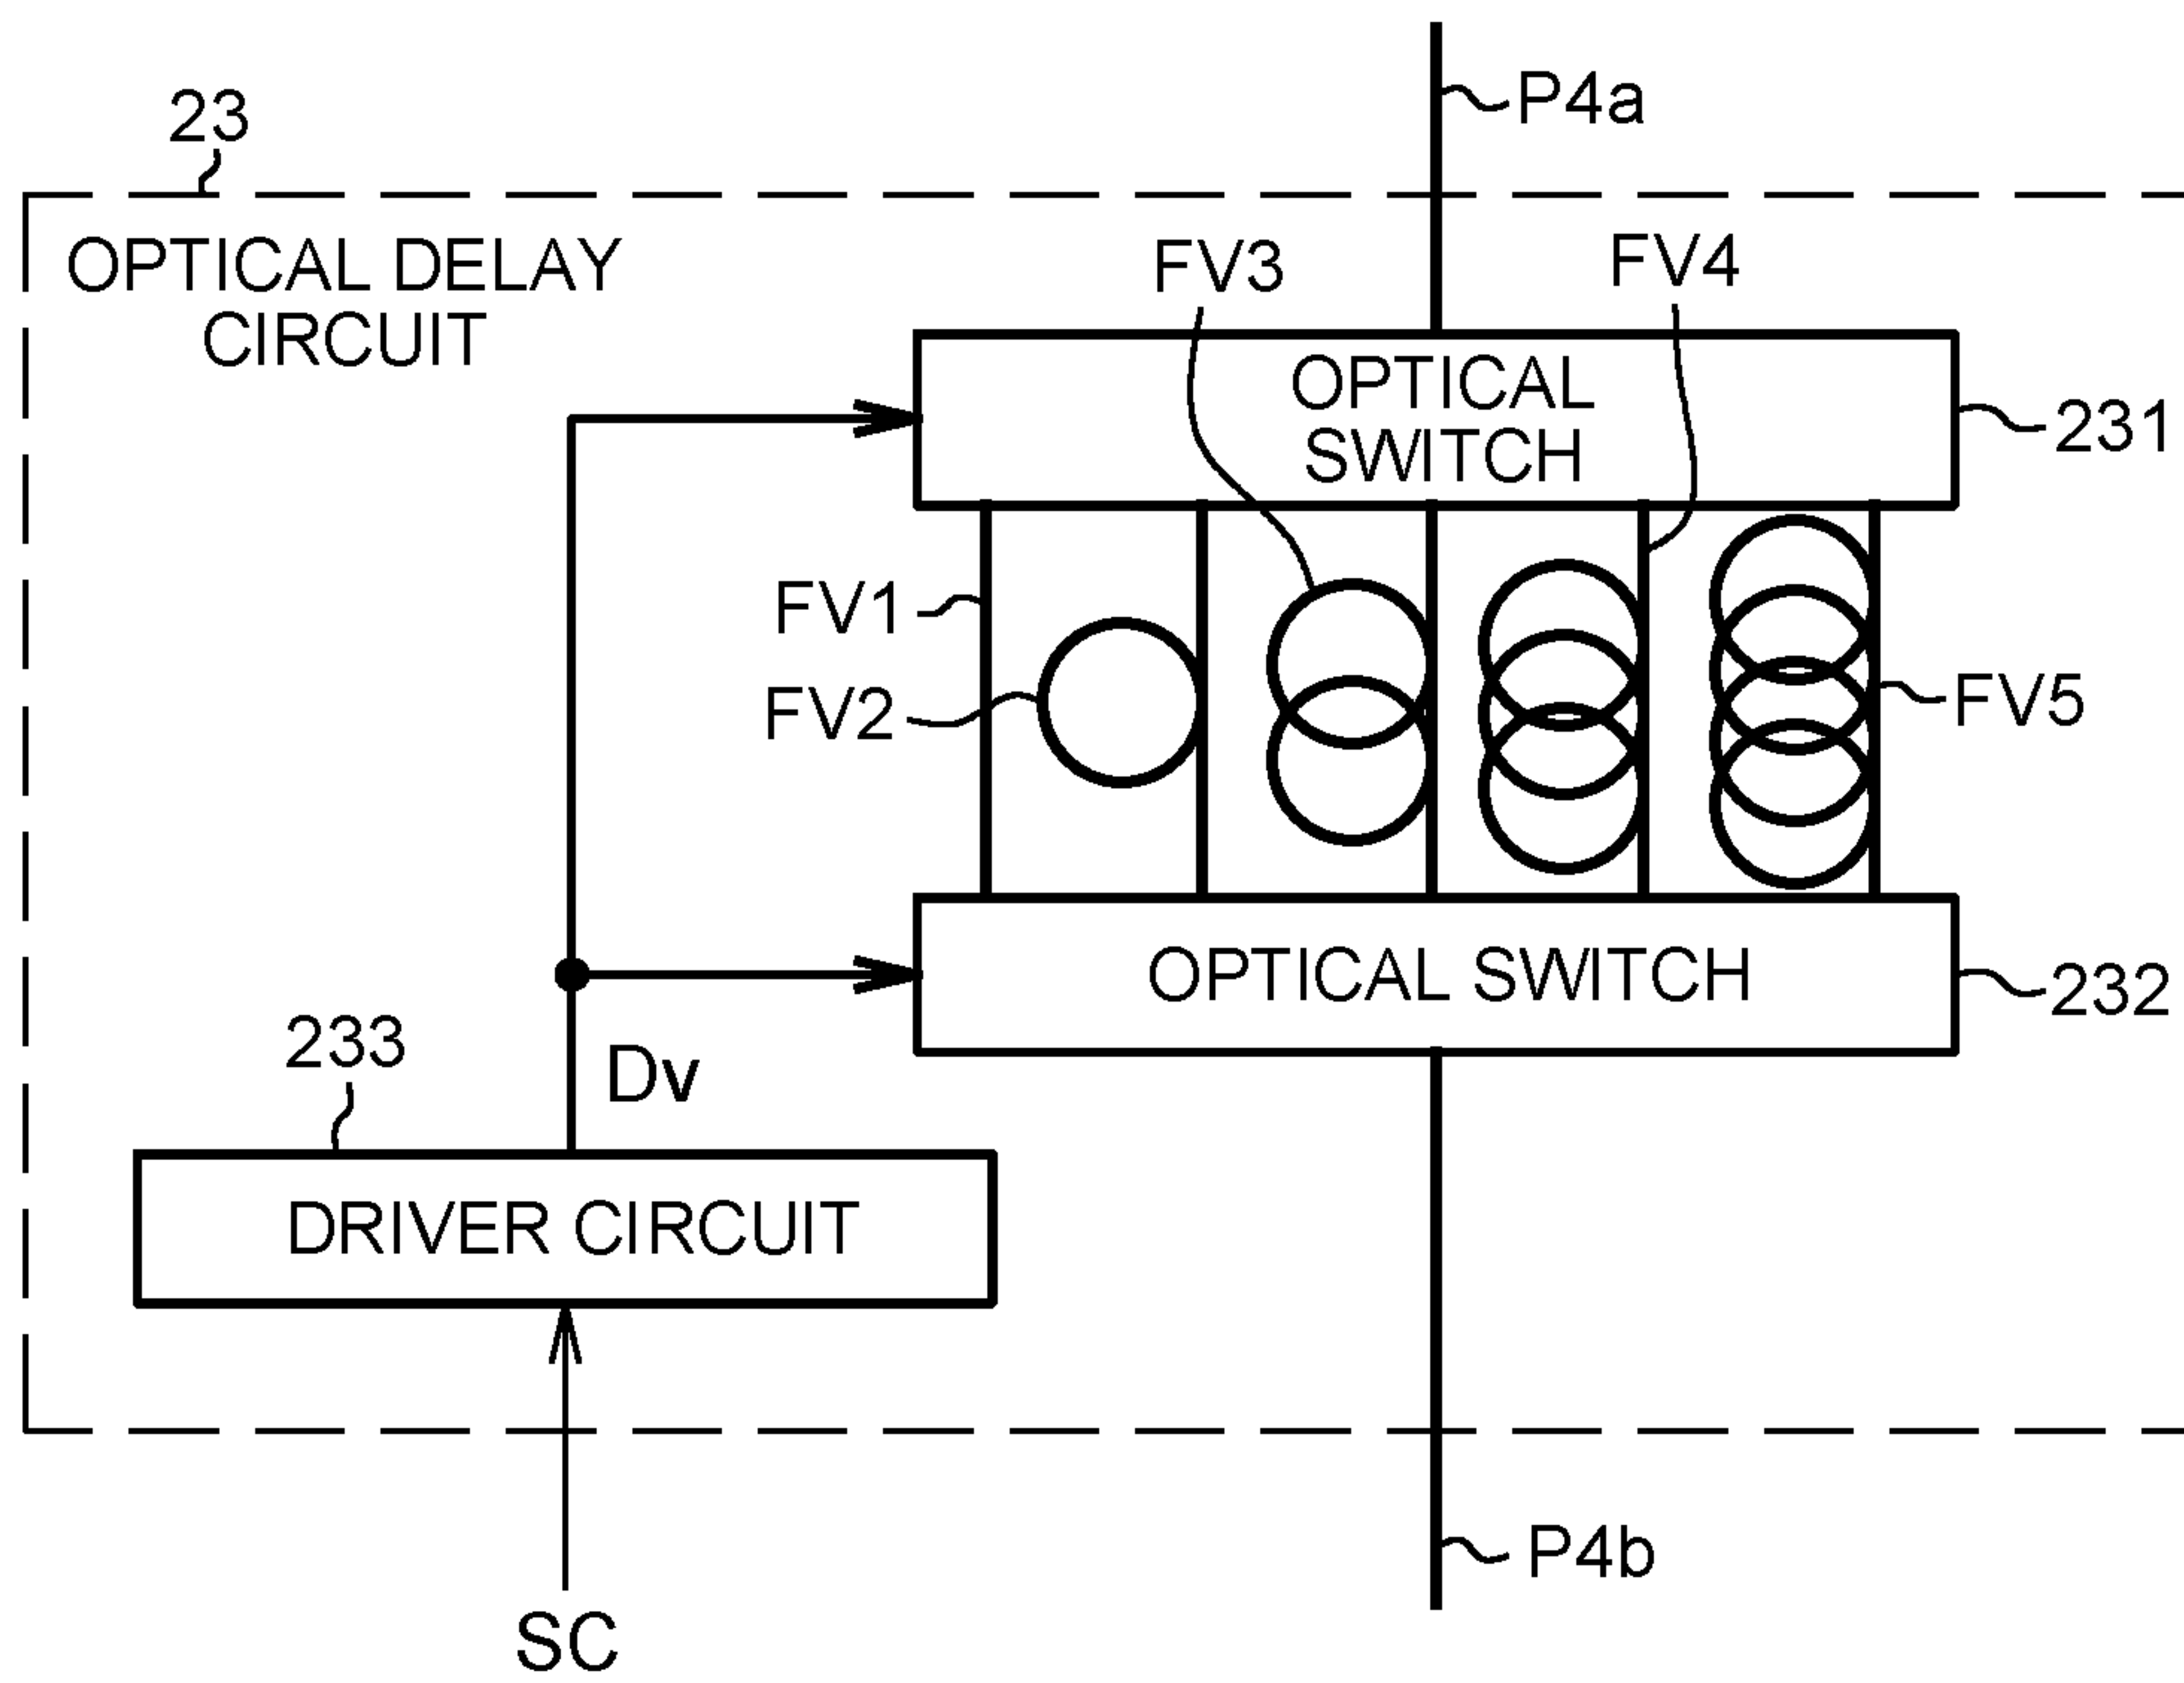 P4a
23
OPTICAL DELAY
CIRCUIT
FV3
FV4
OPTICAL
SWITCH
231
FV1
FV2
FV5
OPTICAL SWITCH
232
233
Dv
DRIVER CIRCUIT
P4b
SC